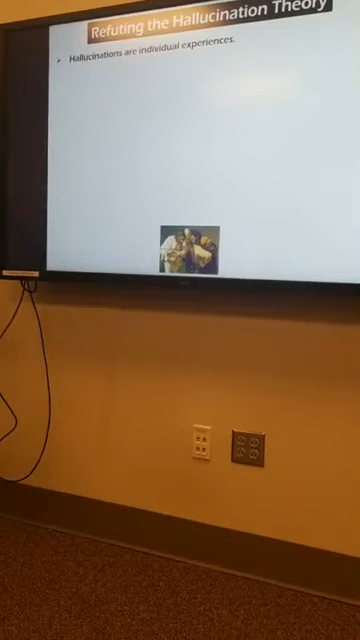 Refuting the Hallucination Theory
Hallucinations are individual experiences.